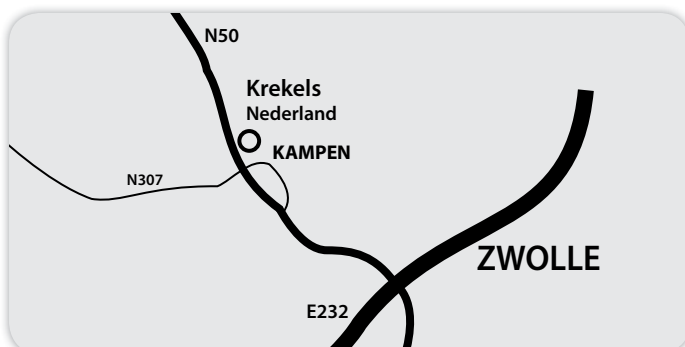 N50
Krekels
Nederland
KAMPEN
N307
ZWOLLE
E232